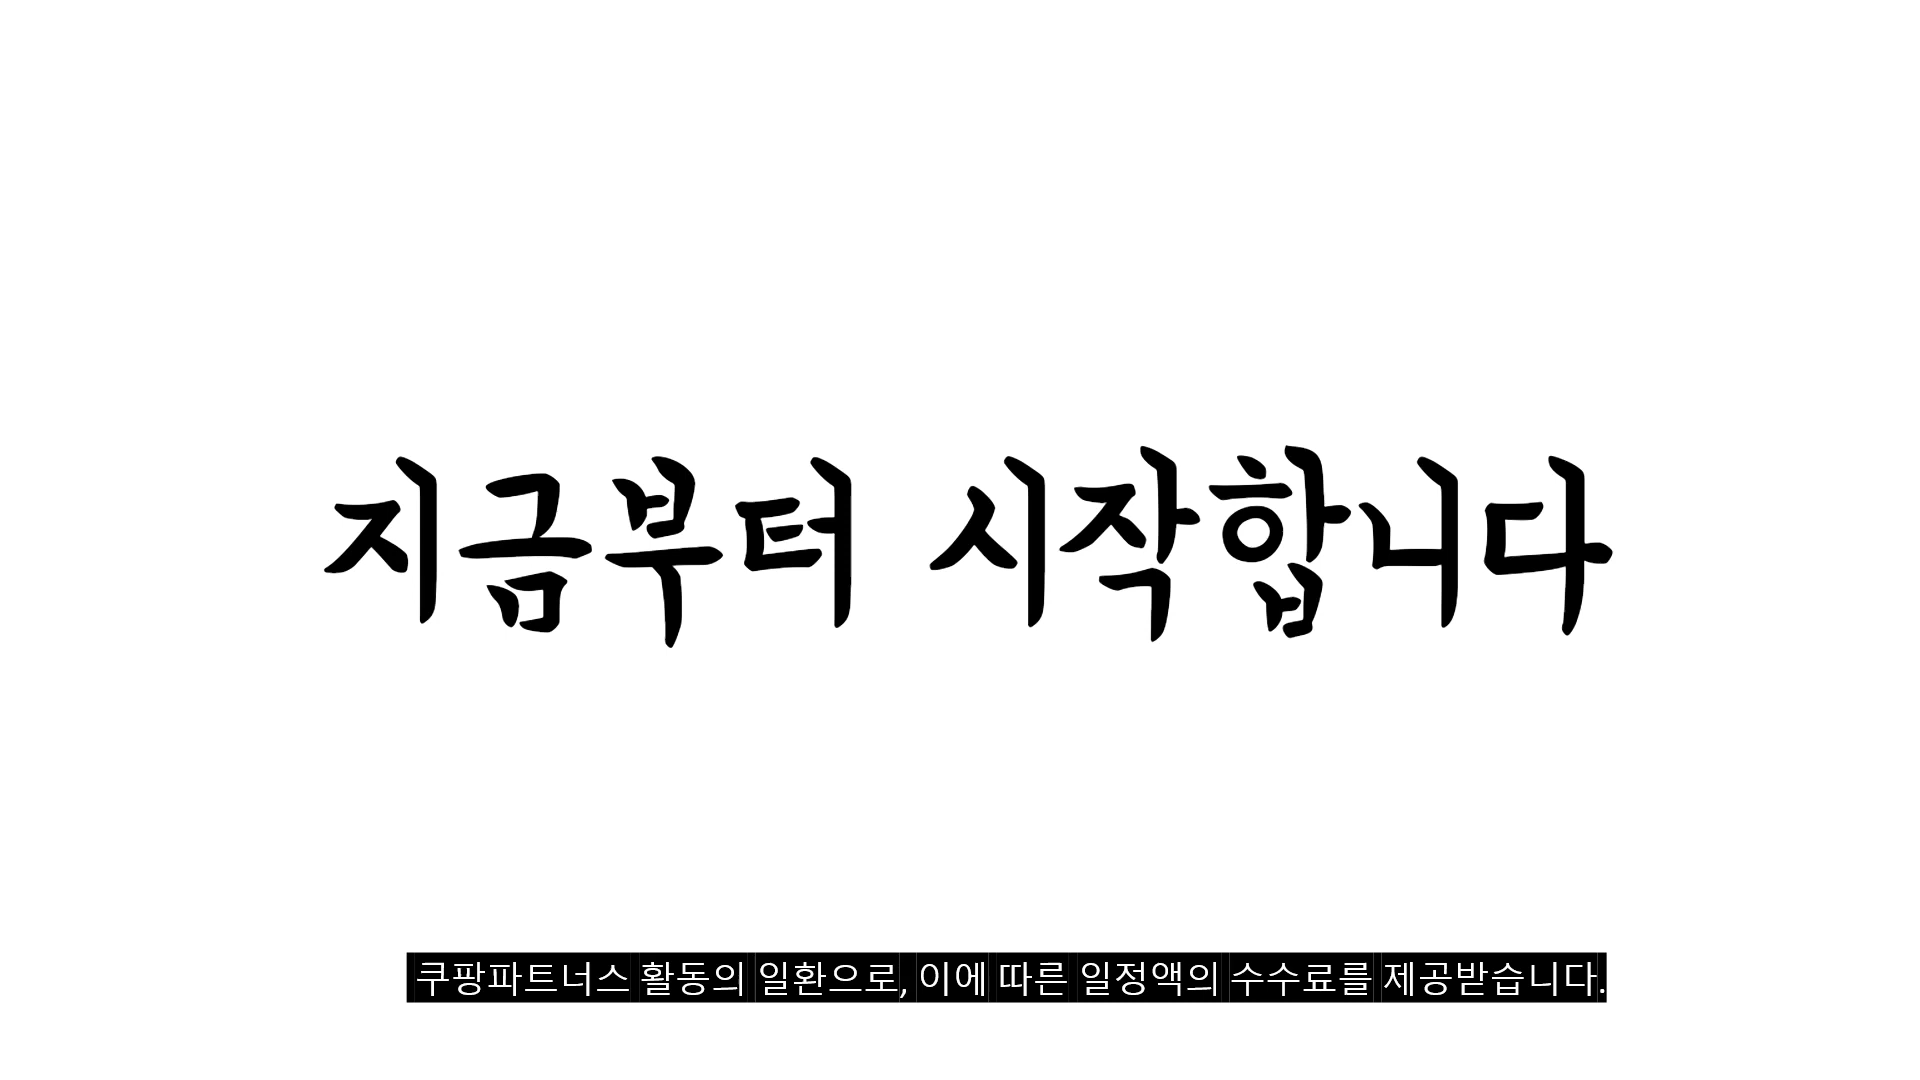 지금부터 시작합니다
쿠팡파트너스 활동의 일환으로, 이에 따른 일정액의 수수료를 제공받습니다.